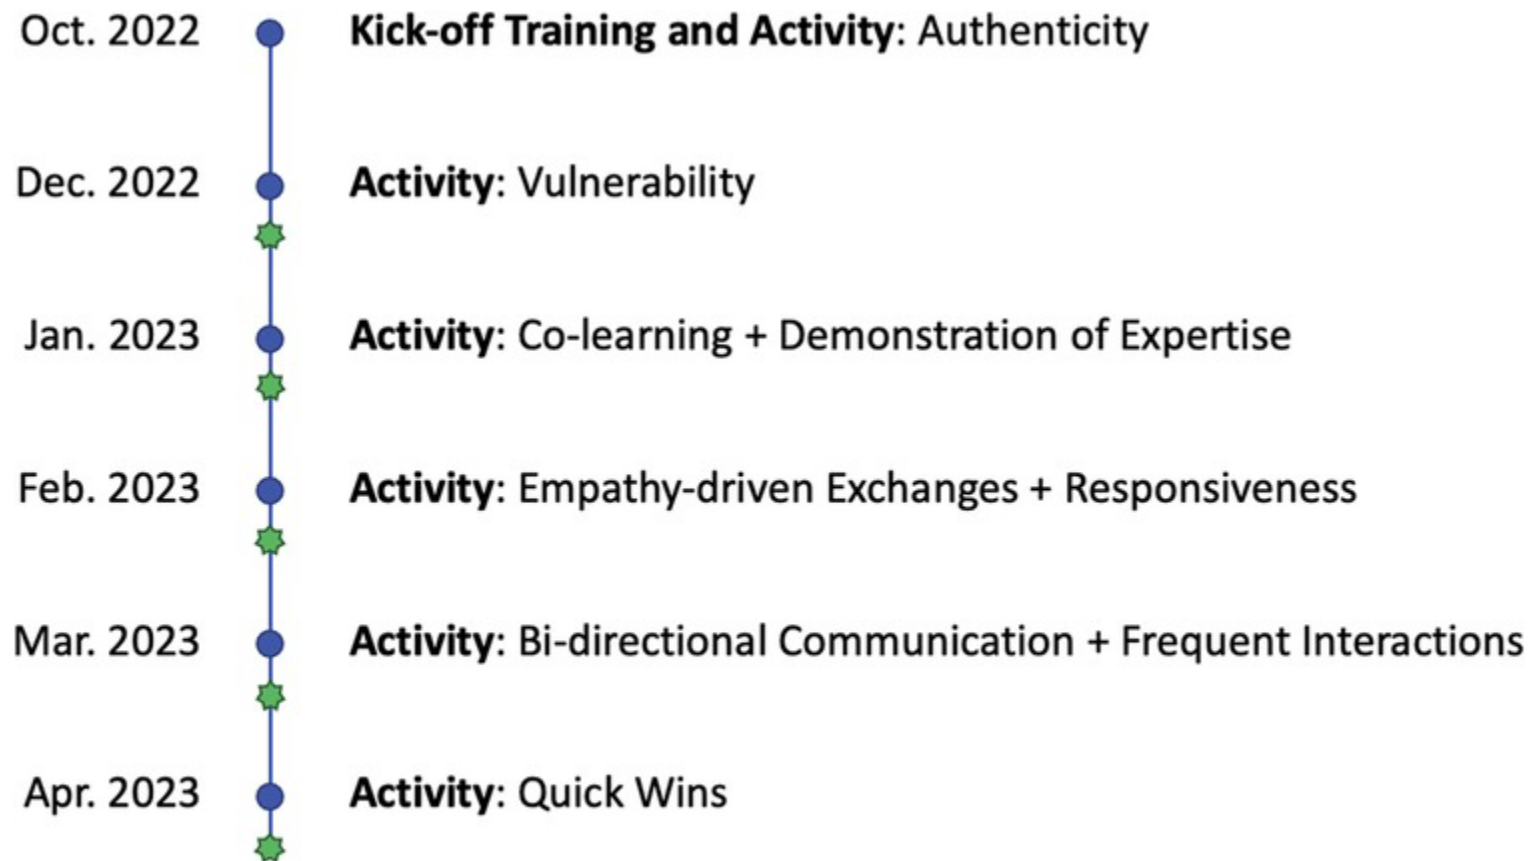 Oct. 2022 Kick-off Training and Activity: Authenticity
Dec. 2022 Activity: Vulnerability
Jan. 2023 Activity: Co-learning + Demonstration of Expertise
Feb. 2023 Activity: Empathy-driven Exchanges + Responsiveness
Mar. 2023 Activity: Bi-directional Communication + Frequent Interactions
Apr. 2023 Activity: Quick Wins